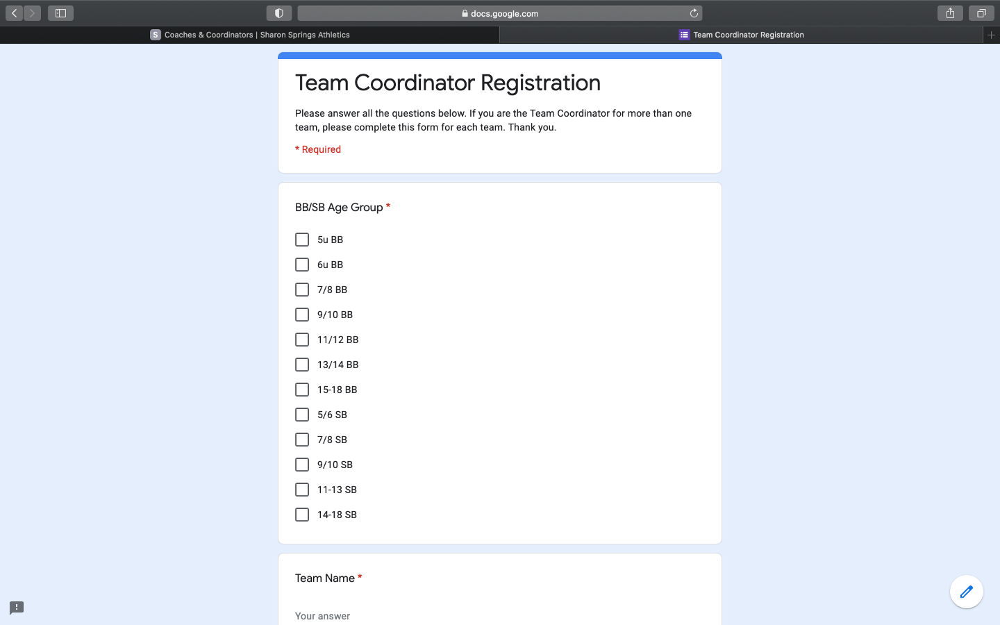 docs.google.com
S Coaches & Coordinators | Sharon Springs Athletics
Team Coordinator Registration
Team Coordinator Registration
Please answer all the questions below. If you are the Team Coordinator for more than one
team, please complete this form for each team. Thank you.
* Required
BB/SB Age Group *
5u BB
6u BB
7/8 BB
9/10 BB
11/12 BB
13/14 BB
15-18 BB
5/6 SB
7/8 SB
9/10 SB
11-13 SB
14-18 SB
Team Name *
Your answer